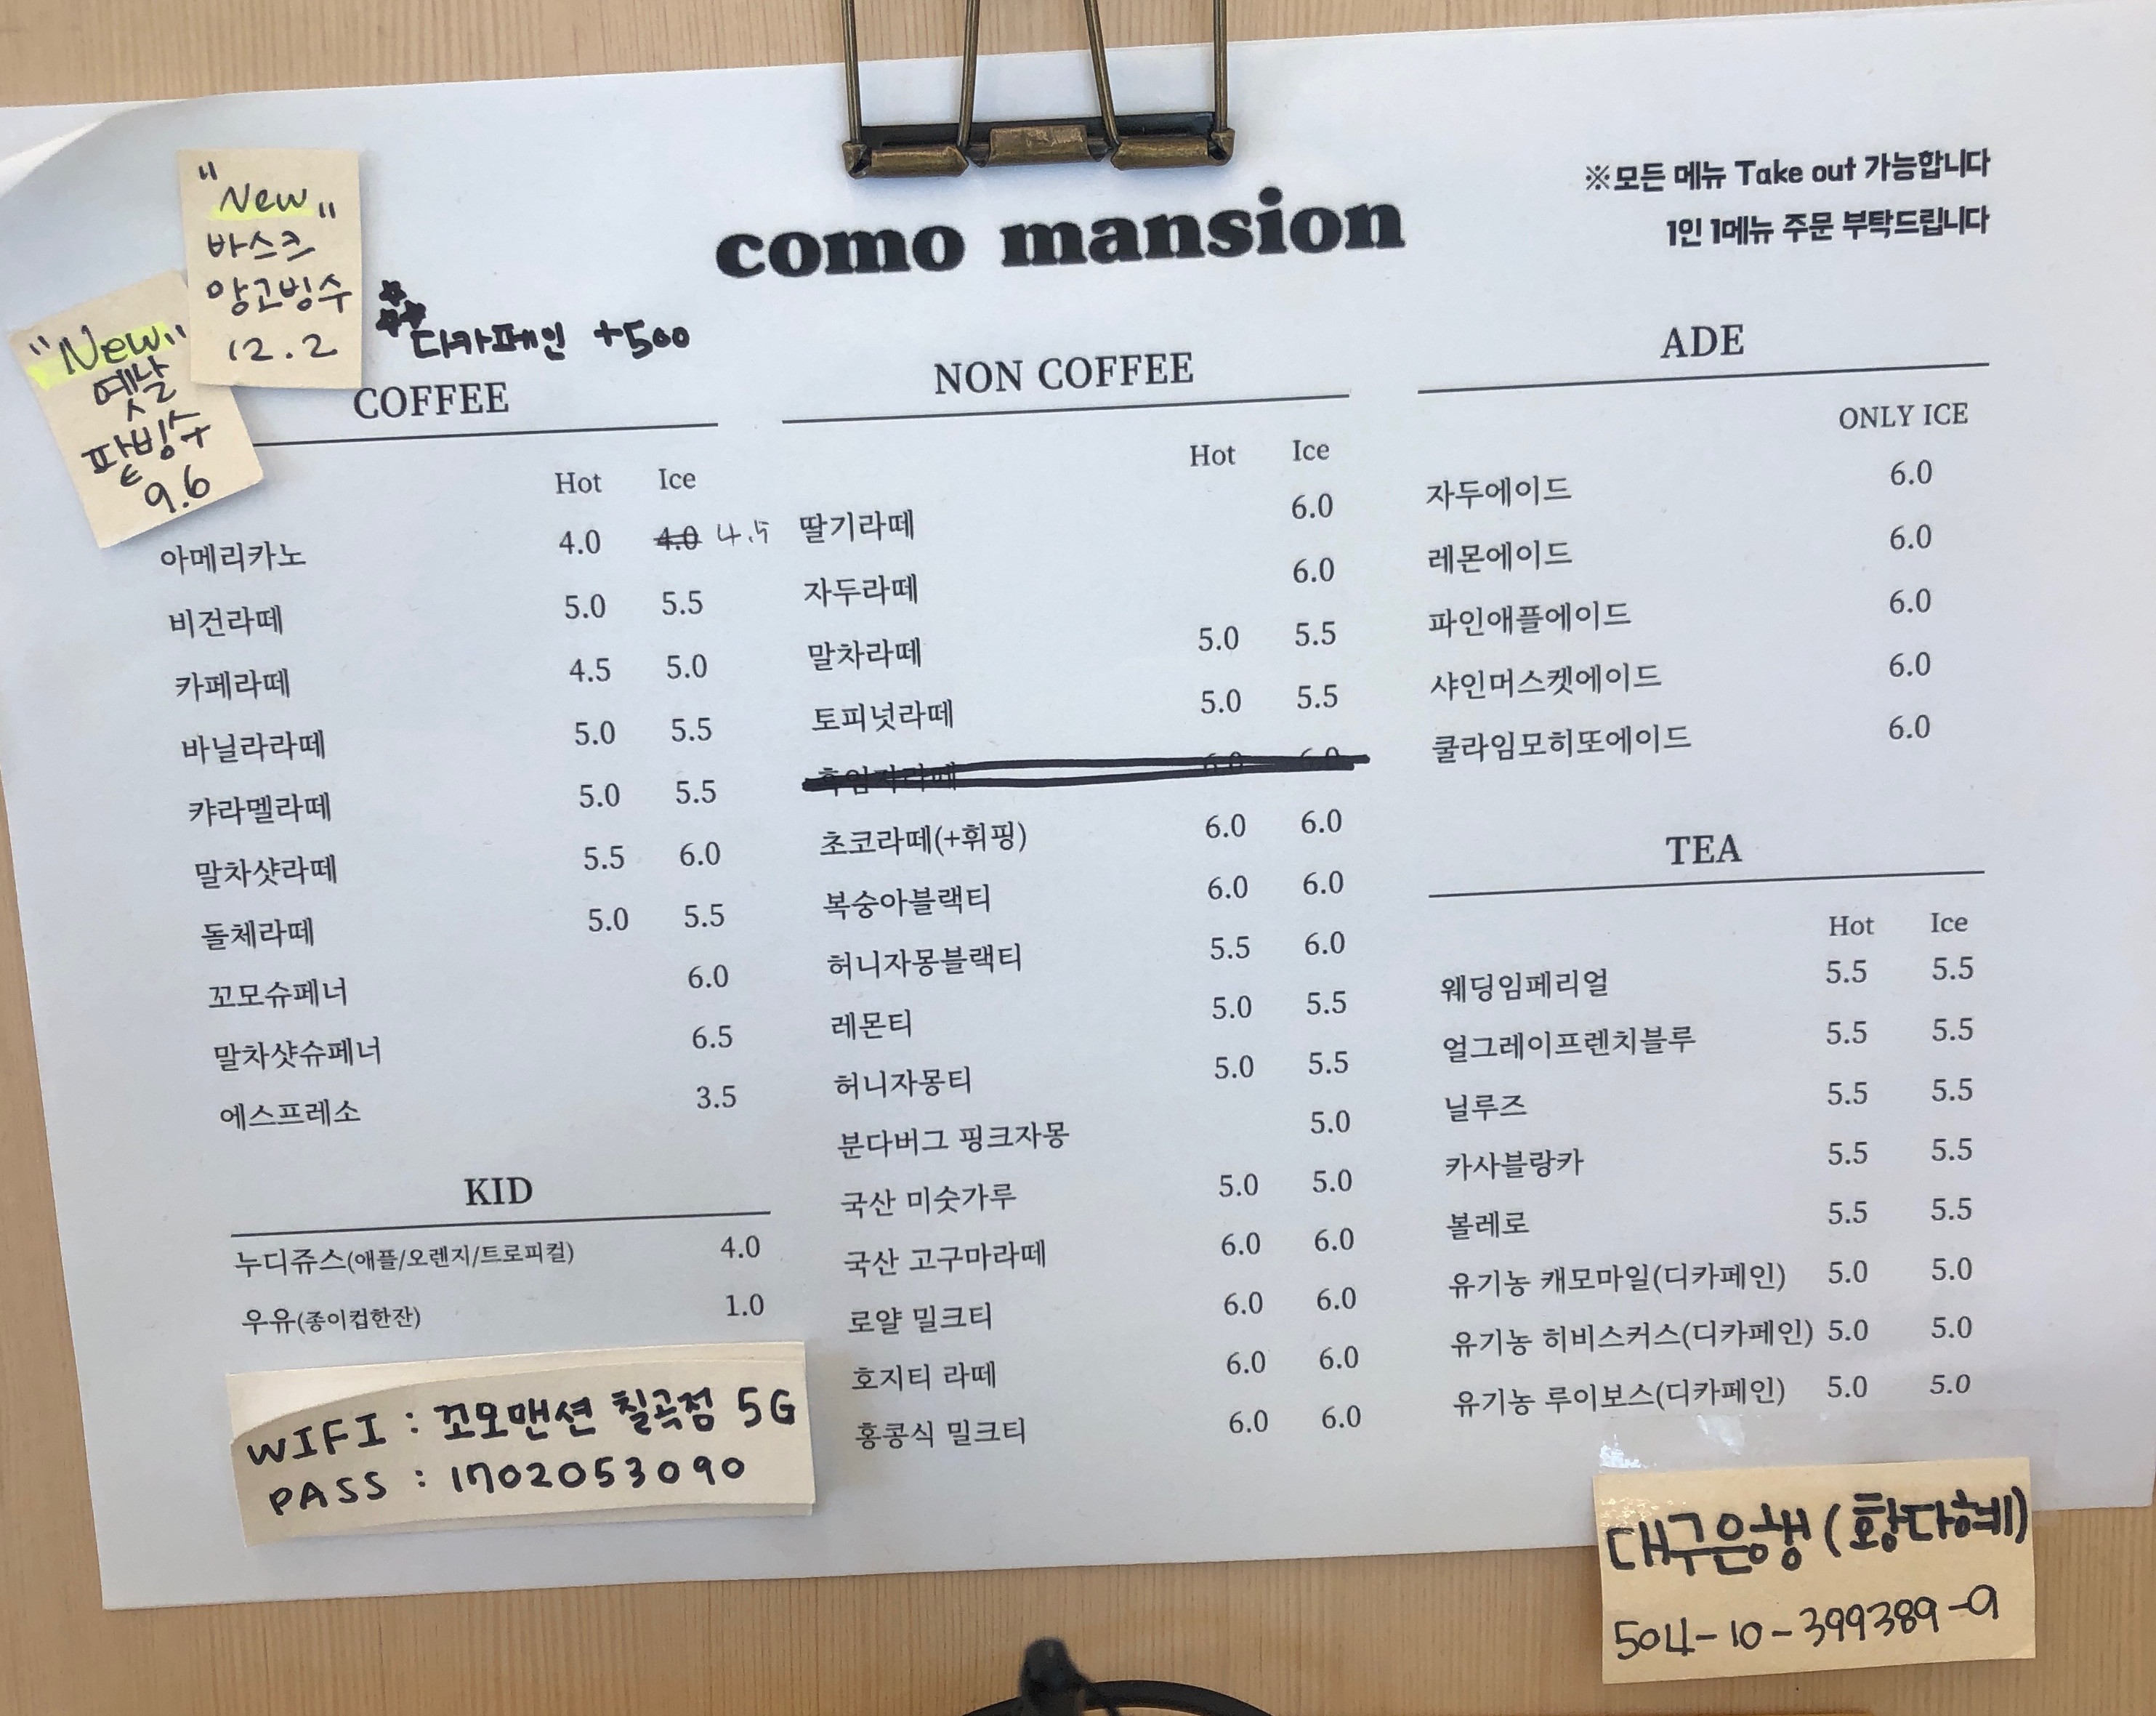 ※모든 메뉴 Take out 가능합니다
1인 1메뉴 주문 부탁드립니다
como mansion
"New"
바스크
앙고빙수
12.2
"New"
옛날
팥빙수
9.6
디카페인 +500
COFFEE
Hot Ice
아메리카노 4.0 4.0 4.5
비건라떼 5.0 5.5
카페라떼 4.5 5.0
바닐라라떼 5.0 5.5
캬라멜라떼 5.0 5.5
말차샷라떼 5.5 6.0
돌체라떼 5.0 5.5
꼬모슈페너 6.0
말차샷슈페너 6.5
에스프레소 3.5
KID
누디쥬스(애플/오렌지/트로피컬) 4.0
우유(종이컵한잔) 1.0
WIFI : 꼬모맨션 칠곡점 5G
PASS : 1702053090
NON COFFEE
Hot Ice
딸기라떼 6.0
자두라떼 6.0
말차라떼 5.0 5.5
토피넛라떼 5.0 5.5
흑임자라떼 6.0 6.0
초코라떼(+휘핑) 6.0 6.0
복숭아블랙티 6.0 6.0
허니자몽블랙티 5.5 6.0
레몬티 5.0 5.5
허니자몽티 5.0 5.5
분다버그 핑크자몽 5.0
국산 미숫가루 5.0 5.0
국산 고구마라떼 6.0 6.0
로얄 밀크티 6.0 6.0
호지티 라떼 6.0 6.0
홍콩식 밀크티 6.0 6.0
ADE
ONLY ICE
자두에이드 6.0
레몬에이드 6.0
파인애플에이드 6.0
샤인머스켓에이드 6.0
쿨라임모히또에이드 6.0
TEA
Hot Ice
웨딩임페리얼 5.5 5.5
얼그레이프렌치블루 5.5 5.5
닐루즈 5.5 5.5
카사블랑카 5.5 5.5
볼레로 5.5 5.5
유기농 캐모마일(디카페인) 5.0 5.0
유기농 히비스커스(디카페인) 5.0 5.0
유기농 루이보스(디카페인) 5.0 5.0
대구은행(황다혜)
504-10-399389-9